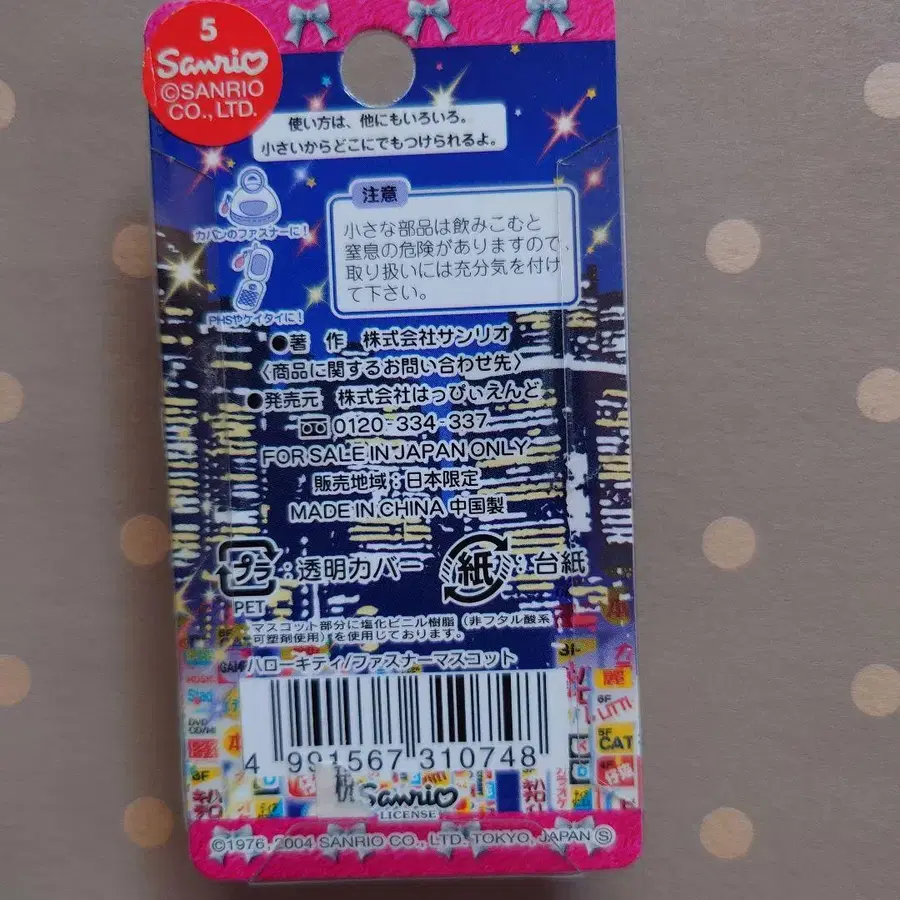 5
Sanrio
©SANRIO
CO., LTD.
使い方は、他にもいろいろ。
小さいからどこにでもつけられるよ。
カバンのファスナーに!
PHSやケイタイに!
注意
小さな部品は飲みこむと
窒息の危険がありますので、
取り扱いには充分気を付け
て下さい。
●著 作 株式会社サンリオ
〈商品に関するお問い合わせ先〉
●発売元 株式会社はっぴぃえんど
0120-334-337
FOR SALE IN JAPAN ONLY
販売地域:日本限定
MADE IN CHINA 中国製
プラ:透明カバー
PET
紙:台紙
マスコット部分に塩化ビニル樹脂(非フタル酸系
可塑剤使用)を使用しております。
ハローキティ/ファスナーマスコット
4 991567 310748
税
Sanrio
LICENSE
©1976, 2004 SANRIO CO., LTD. TOKYO, JAPAN Ⓢ
DVD
6F
LITTL
5F
CAT